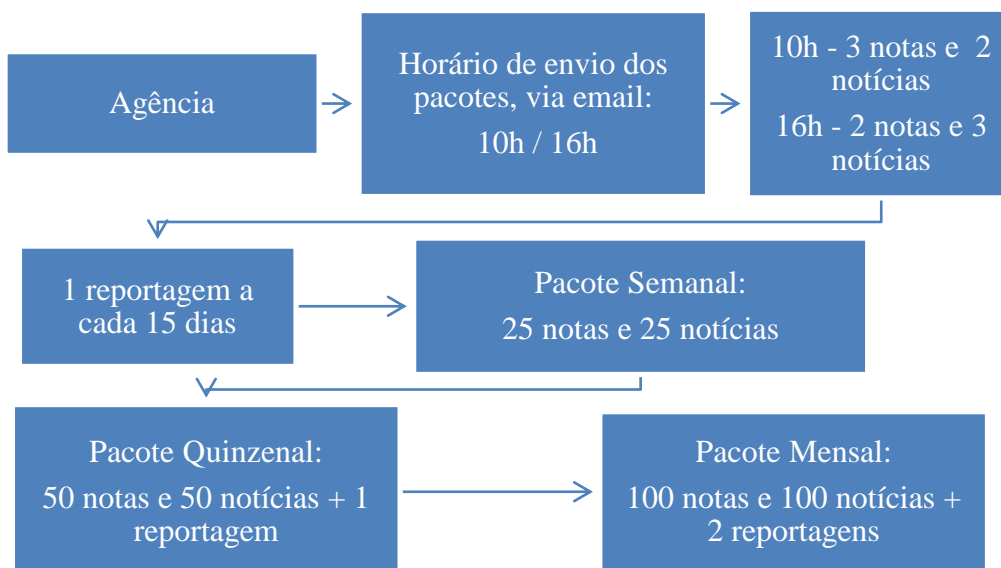 Agência
Horário de envio dos
pacotes, via email:
10h / 16h
10h - 3 notas e 2
notícias
16h - 2 notas e 3
notícias
1 reportagem a
cada 15 dias
Pacote Semanal:
25 notas e 25 notícias
Pacote Quinzenal:
50 notas e 50 notícias + 1
reportagem
Pacote Mensal:
100 notas e 100 notícias +
2 reportagens